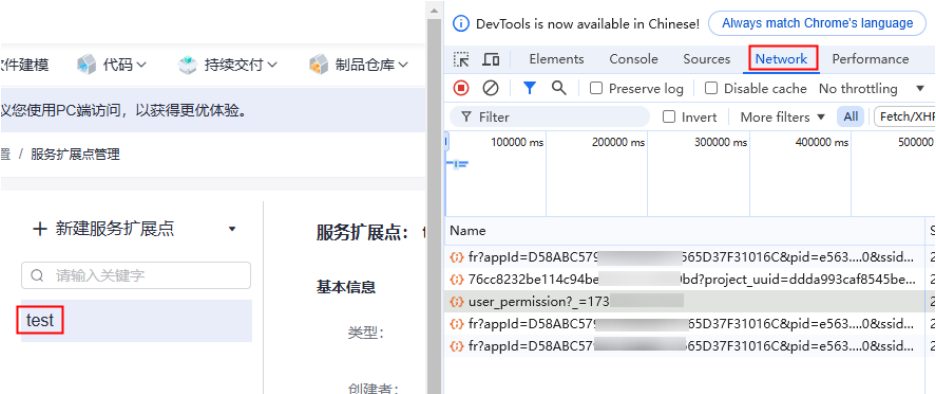 件建模 代码 持续交付 制品仓库
议您使用PC端访问，以获得更优体验。
置 / 服务扩展点管理
＋ 新建服务扩展点
请输入关键字
test
服务扩展点：
基本信息
类型：
创建者：
DevTools is now available in Chinese! Always match Chrome's language
Elements Console Sources Network Performance
Preserve log Disable cache No throttling
Filter Invert More filters All Fetch/XHR
100000 ms 200000 ms 300000 ms 400000 ms 500000
Name
fr?appId=D58ABC579 565D37F31016C&pid=e563....0&ssid...
76cc8232be114c94be 9bd?project_uuid=ddda993caf8545be...
user_permission?_=173
fr?appId=D58ABC579 65D37F31016C&pid=e563....0&ssid...
fr?appId=D58ABC57 65D37F31016C&pid=e563....0&ssid...